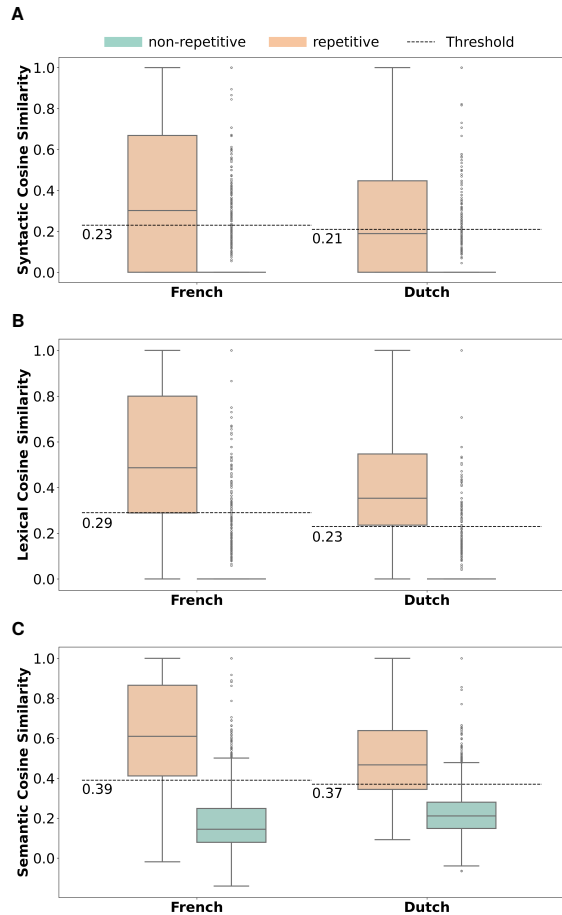 A
non-repetitive repetitive Threshold
Syntactic Cosine Similarity
1.0
0.8
0.6
0.4
0.2
0.0
0.23
0.21
French Dutch
B
Lexical Cosine Similarity
1.0
0.8
0.6
0.4
0.2
0.0
0.29
0.23
French Dutch
C
Semantic Cosine Similarity
1.0
0.8
0.6
0.4
0.2
0.0
0.39
0.37
French Dutch